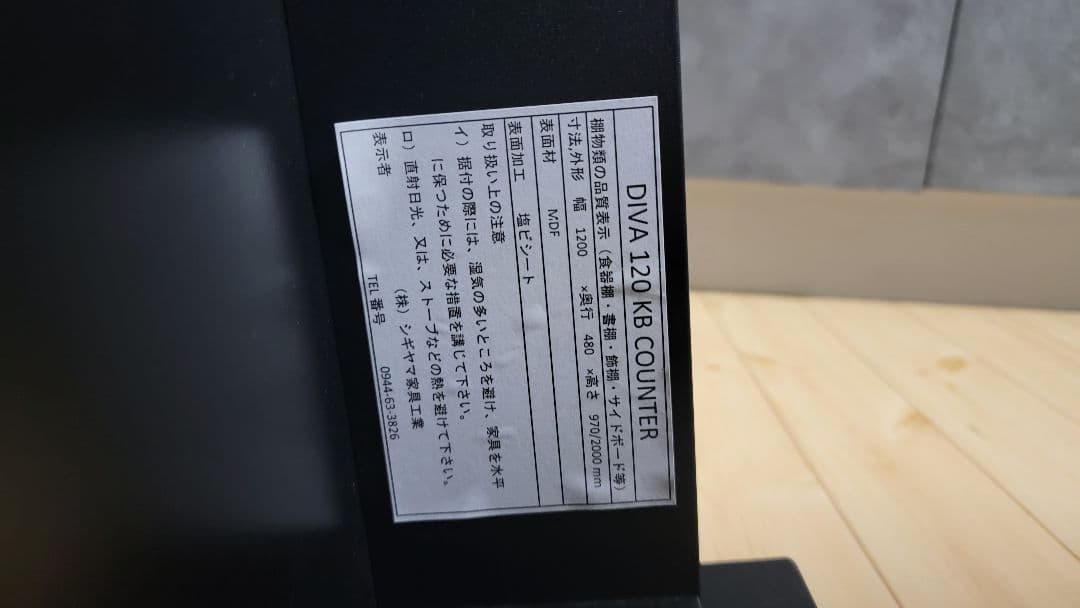 DIVA 120 KB COUNTER
棚物類の品質表示（食器棚・書棚・飾棚・サイドボード等）
寸法,外形 幅 1200 ×奥行 480 ×高さ 970/2000 mm
表面材 MDF
表面加工 塩ビシート
取り扱い上の注意
イ）据付の際には、湿気の多いところを避け、家具を水平
に保つために必要な措置を講じて下さい。
ロ）直射日光、又は、ストーブなどの熱を避けて下さい。
表示者 （株）シギヤマ家具工業
TEL 番号 0944-63-3826